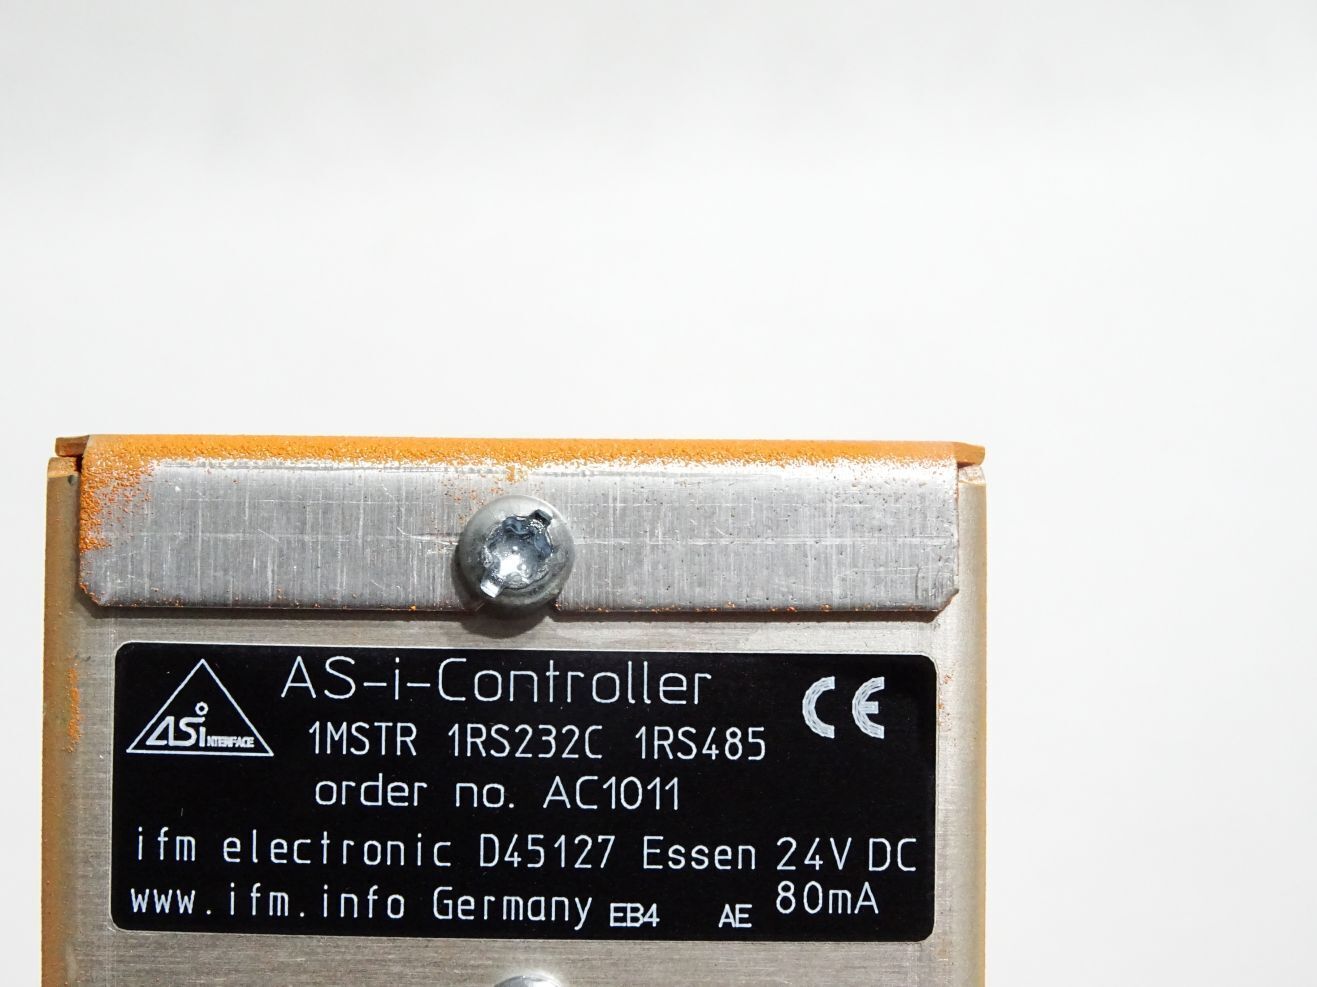 AS-i-Controller
ASi INTERFACE
CE
1MSTR 1RS232C 1RS485
order no. AC1011
ifm electronic D45127 Essen 24V DC
www.ifm.info Germany EB4 AE 80mA